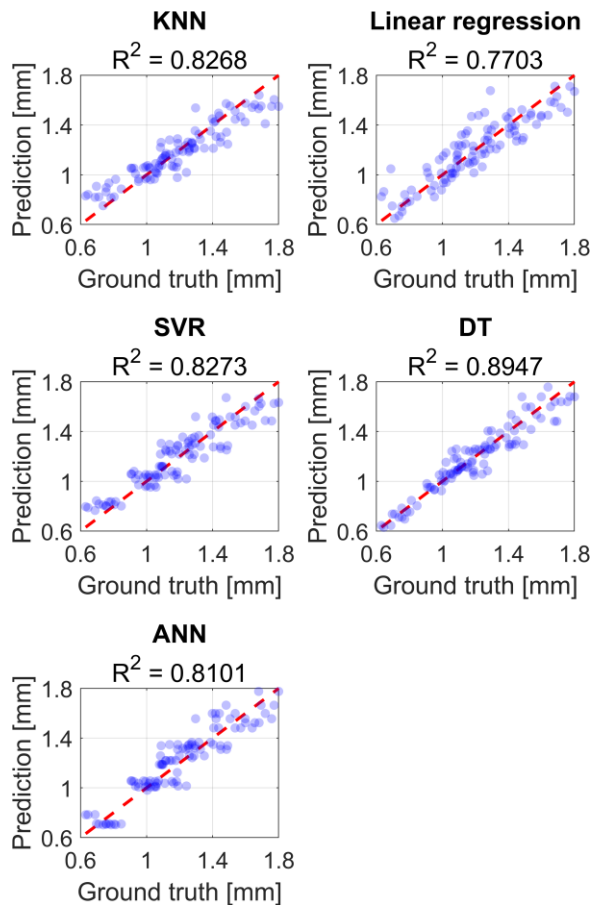 KNN
R² = 0.8268
Prediction [mm]
1.8
1.4
1
0.6
0.6 1 1.4 1.8
Ground truth [mm]
Linear regression
R² = 0.7703
Prediction [mm]
1.8
1.4
1
0.6
0.6 1 1.4 1.8
Ground truth [mm]
SVR
R² = 0.8273
Prediction [mm]
1.8
1.4
1
0.6
0.6 1 1.4 1.8
Ground truth [mm]
DT
R² = 0.8947
Prediction [mm]
1.8
1.4
1
0.6
0.6 1 1.4 1.8
Ground truth [mm]
ANN
R² = 0.8101
Prediction [mm]
1.8
1.4
1
0.6
0.6 1 1.4 1.8
Ground truth [mm]